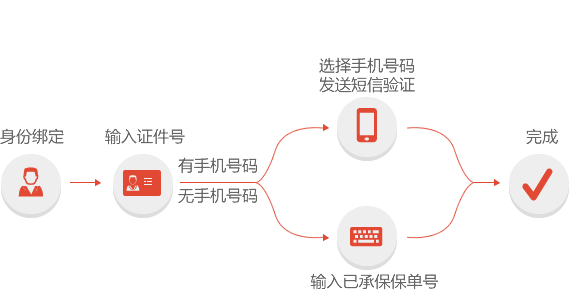 选择手机号码
发送短信验证
身份绑定
输入证件号
完成
有手机号码
无手机号码
输入已承保保单号